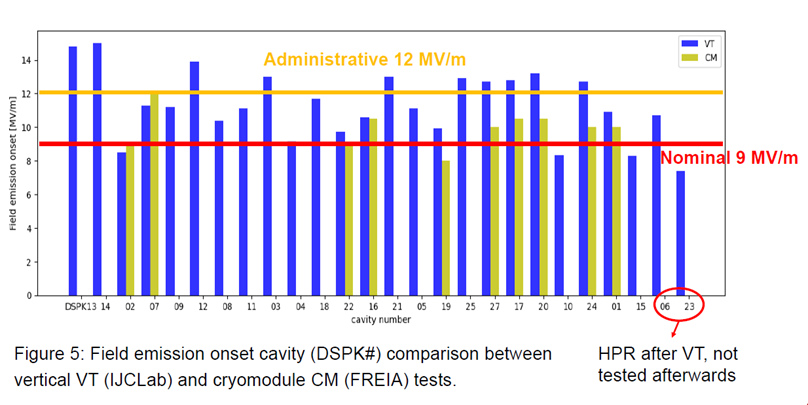 VT
CM
Administrative 12 MV/m
14
12
10
8
6
4
2
0
Field emission onset [MV/m]
Nominal 9 MV/m
DSPK13 14 02 07 09 12 08 11 03 04 18 22 16 21 05 19 25 27 17 20 10 24 01 15 06 23
cavity number
Figure 5: Field emission onset cavity (DSPK#) comparison between
vertical VT (IJCLab) and cryomodule CM (FREIA) tests.
HPR after VT, not
tested afterwards